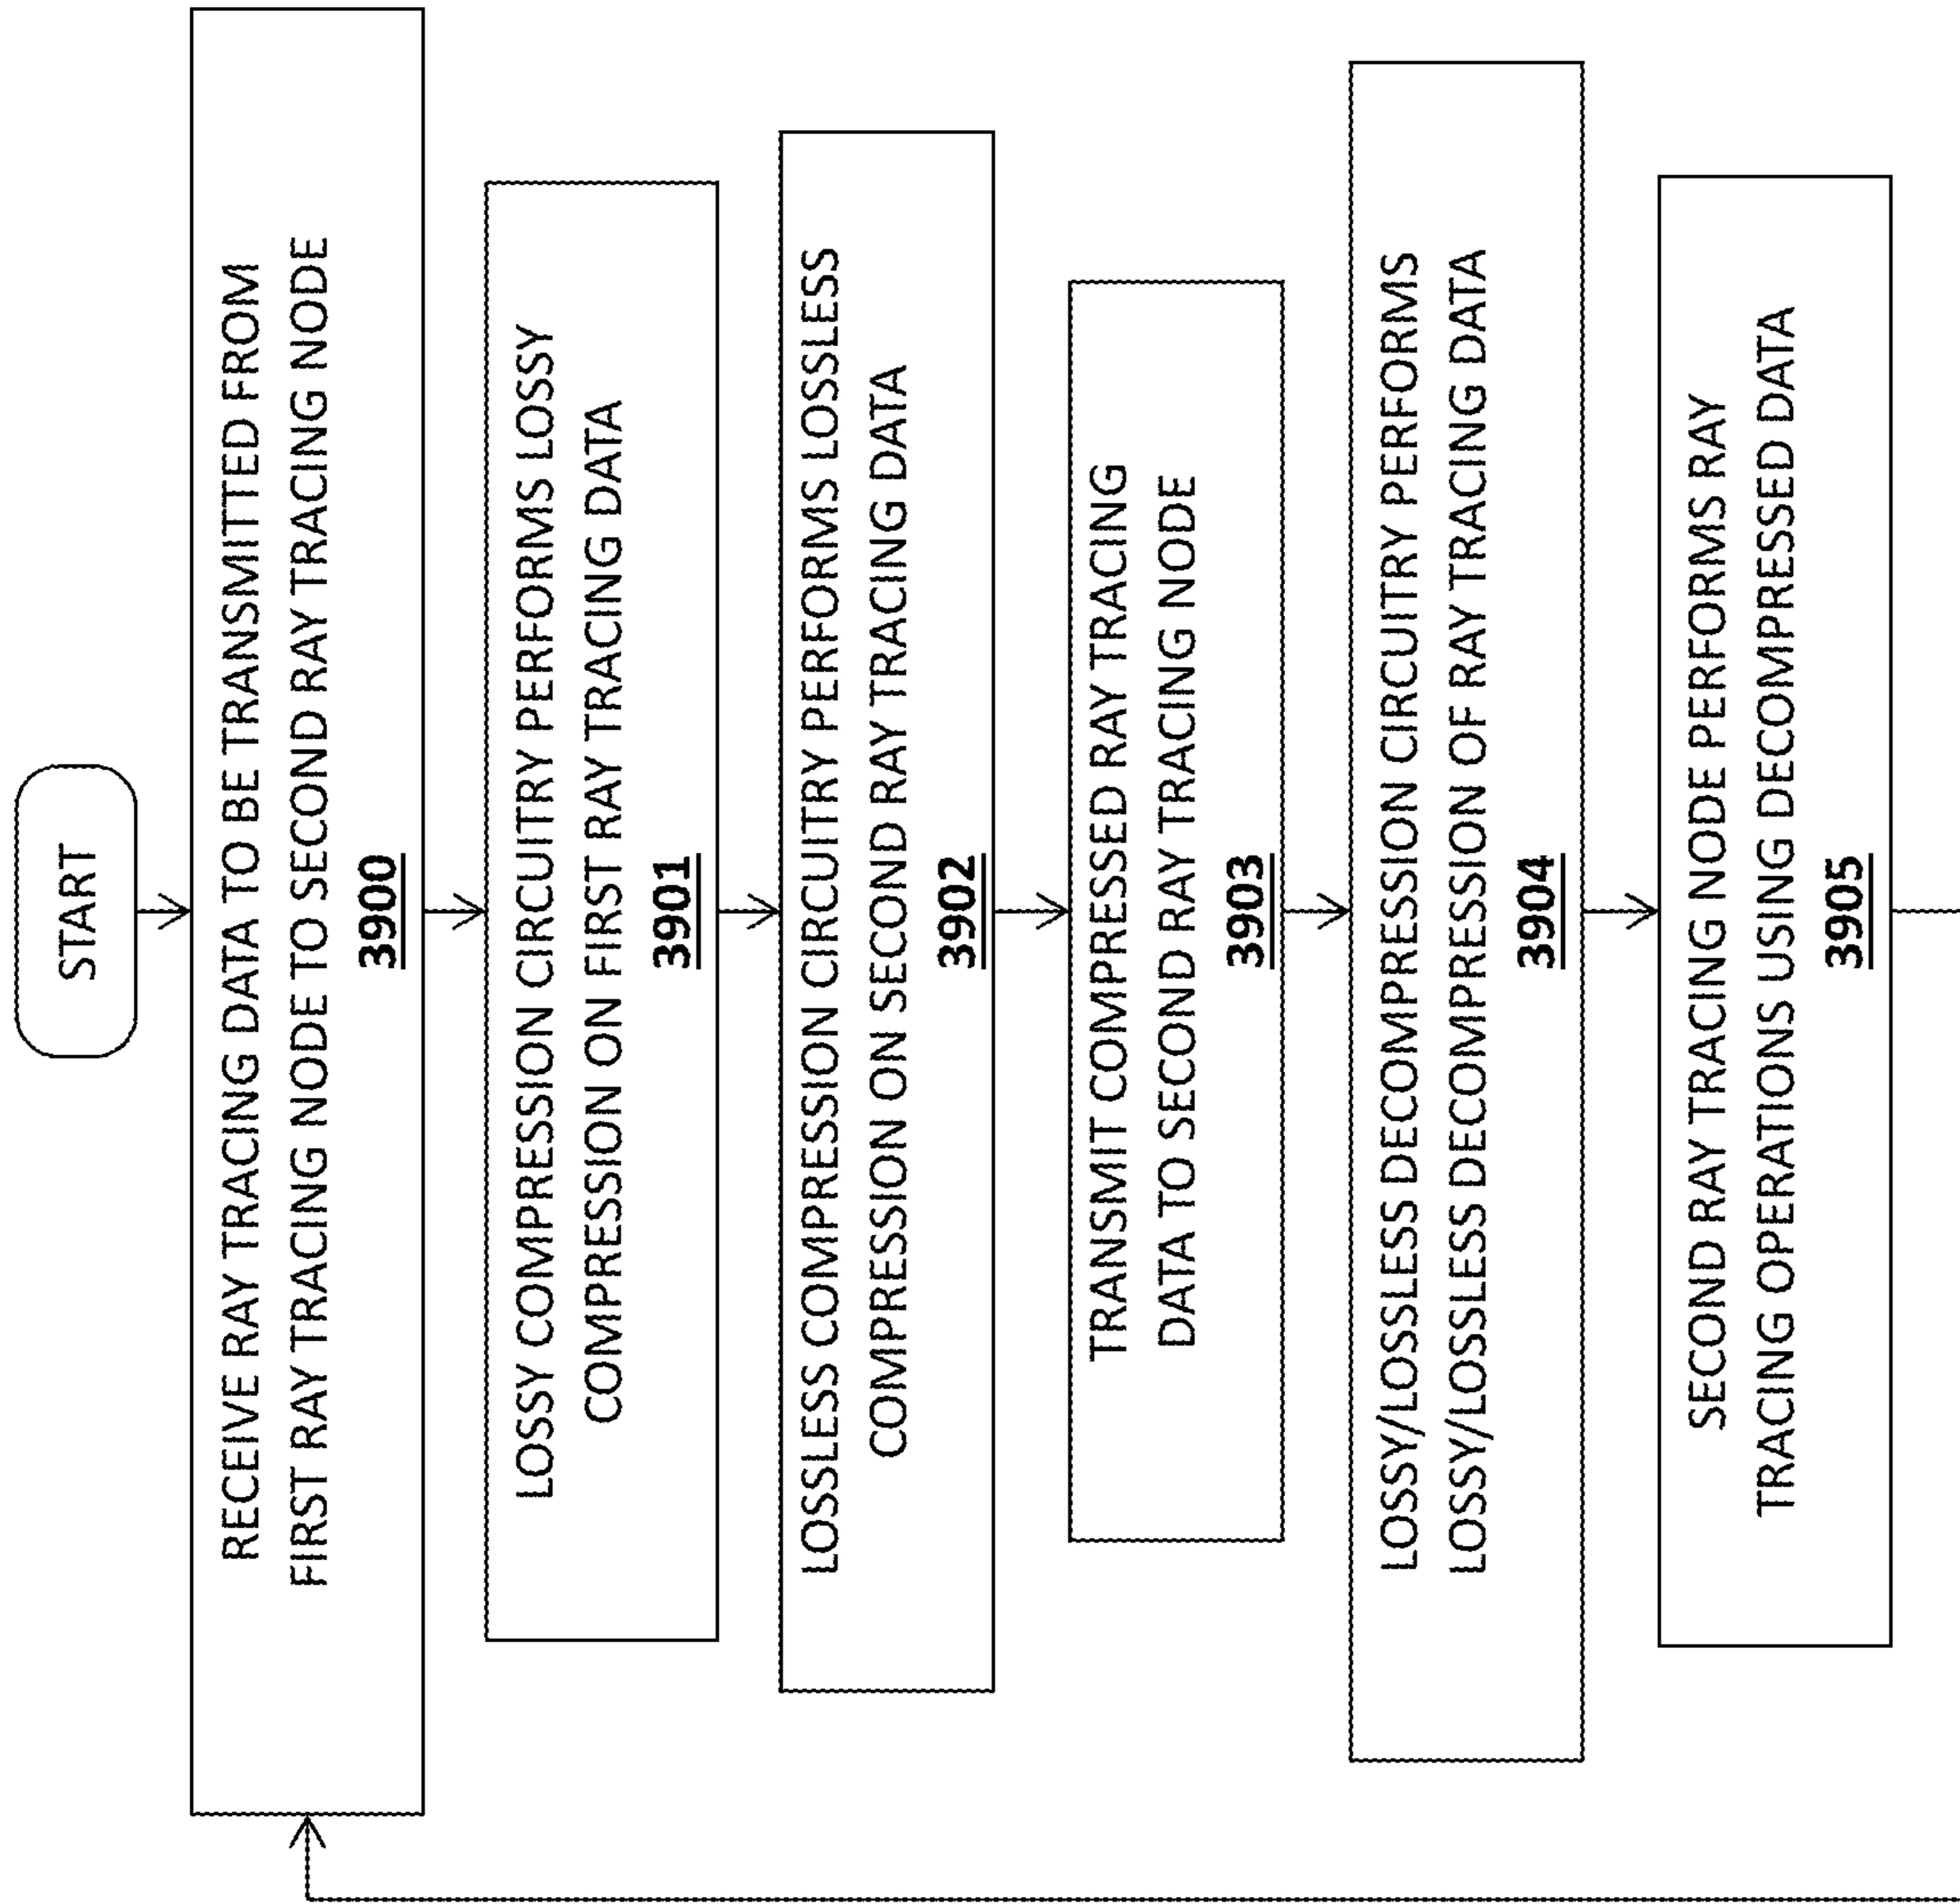 START
RECEIVE RAY TRACING DATA TO BE TRANSMITTED FROM
FIRST RAY TRACING NODE TO SECOND RAY TRACING NODE
3900
LOSSY COMPRESSION CIRCUITRY PERFORMS LOSSY
COMPRESSION ON FIRST RAY TRACING DATA
3901
LOSSLESS COMPRESSION CIRCUITRY PERFORMS LOSSLESS
COMPRESSION ON SECOND RAY TRACING DATA
3902
TRANSMIT COMPRESSED RAY TRACING
DATA TO SECOND RAY TRACING NODE
3903
LOSSY/LOSSLESS DECOMPRESSION CIRCUITRY PERFORMS
LOSSY/LOSSLESS DECOMPRESSION OF RAY TRACING DATA
3904
SECOND RAY TRACING NODE PERFORMS RAY
TRACING OPERATIONS USING DECOMPRESSED DATA
3905